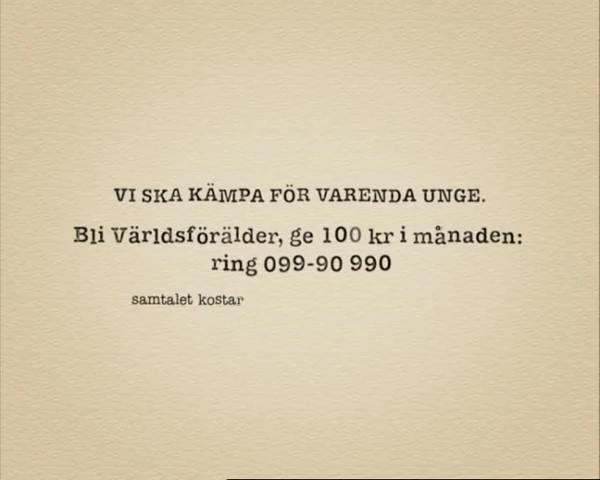 VI SKA KÄMPA FÖR VARENDA UNGE.
Bli Världsförälder, ge 100 kr i månaden:
ring 099-90 990
samtalet kostar